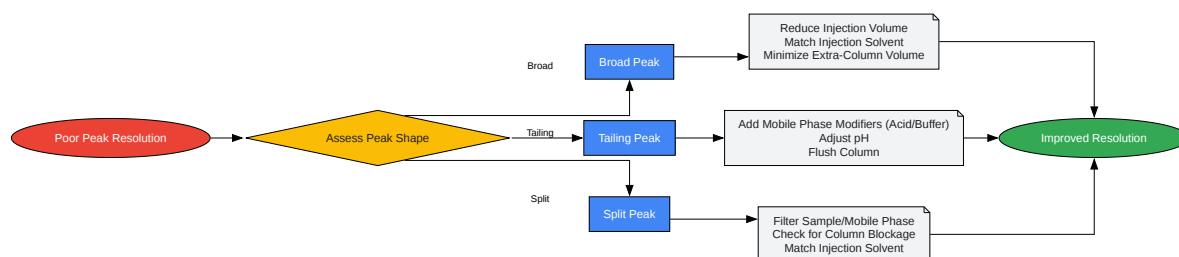 Poor Peak Resolution
Assess Peak Shape
Broad
Broad Peak
Reduce Injection Volume
Match Injection Solvent
Minimize Extra-Column Volume
Tailing
Tailing Peak
Add Mobile Phase Modifiers (Acid/Buffer)
Adjust pH
Flush Column
Split
Split Peak
Filter Sample/Mobile Phase
Check for Column Blockage
Match Injection Solvent
Improved Resolution